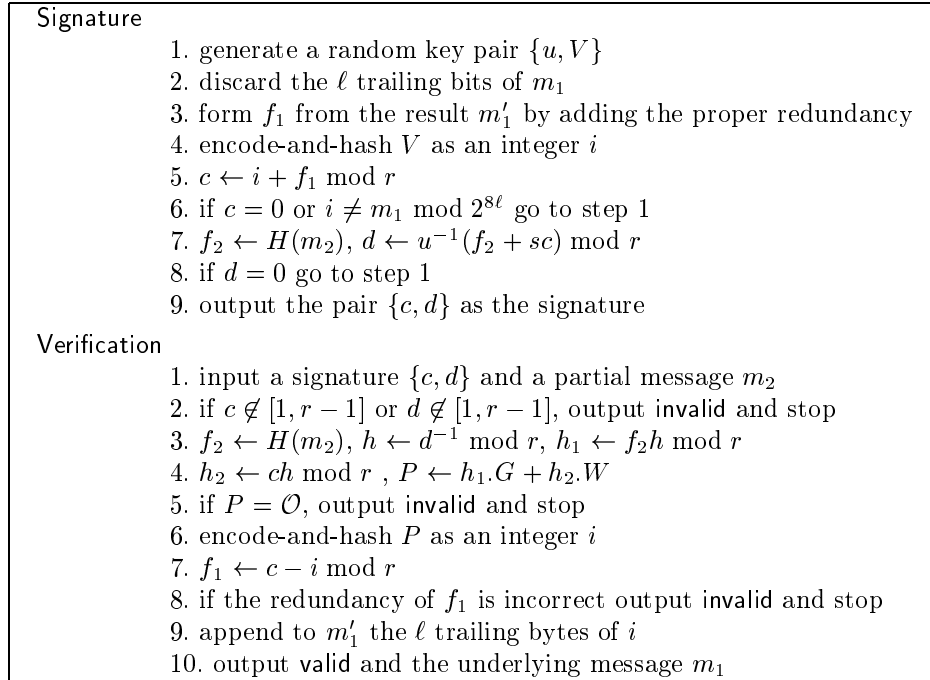 Signature
1. generate a random key pair {u, V}
2. discard the ℓ trailing bits of m₁
3. form f₁ from the result m′₁ by adding the proper redundancy
4. encode-and-hash V as an integer i
5. c ← i + f₁ mod r
6. if c = 0 or i ≠ m₁ mod 2^{8ℓ} go to step 1
7. f₂ ← H(m₂), d ← u⁻¹(f₂ + sc) mod r
8. if d = 0 go to step 1
9. output the pair {c, d} as the signature
Verification
1. input a signature {c, d} and a partial message m₂
2. if c ∉ [1, r − 1] or d ∉ [1, r − 1], output invalid and stop
3. f₂ ← H(m₂), h ← d⁻¹ mod r, h₁ ← f₂h mod r
4. h₂ ← ch mod r , P ← h₁.G + h₂.W
5. if P = 𝒪, output invalid and stop
6. encode-and-hash P as an integer i
7. f₁ ← c − i mod r
8. if the redundancy of f₁ is incorrect output invalid and stop
9. append to m′₁ the ℓ trailing bytes of i
10. output valid and the underlying message m₁